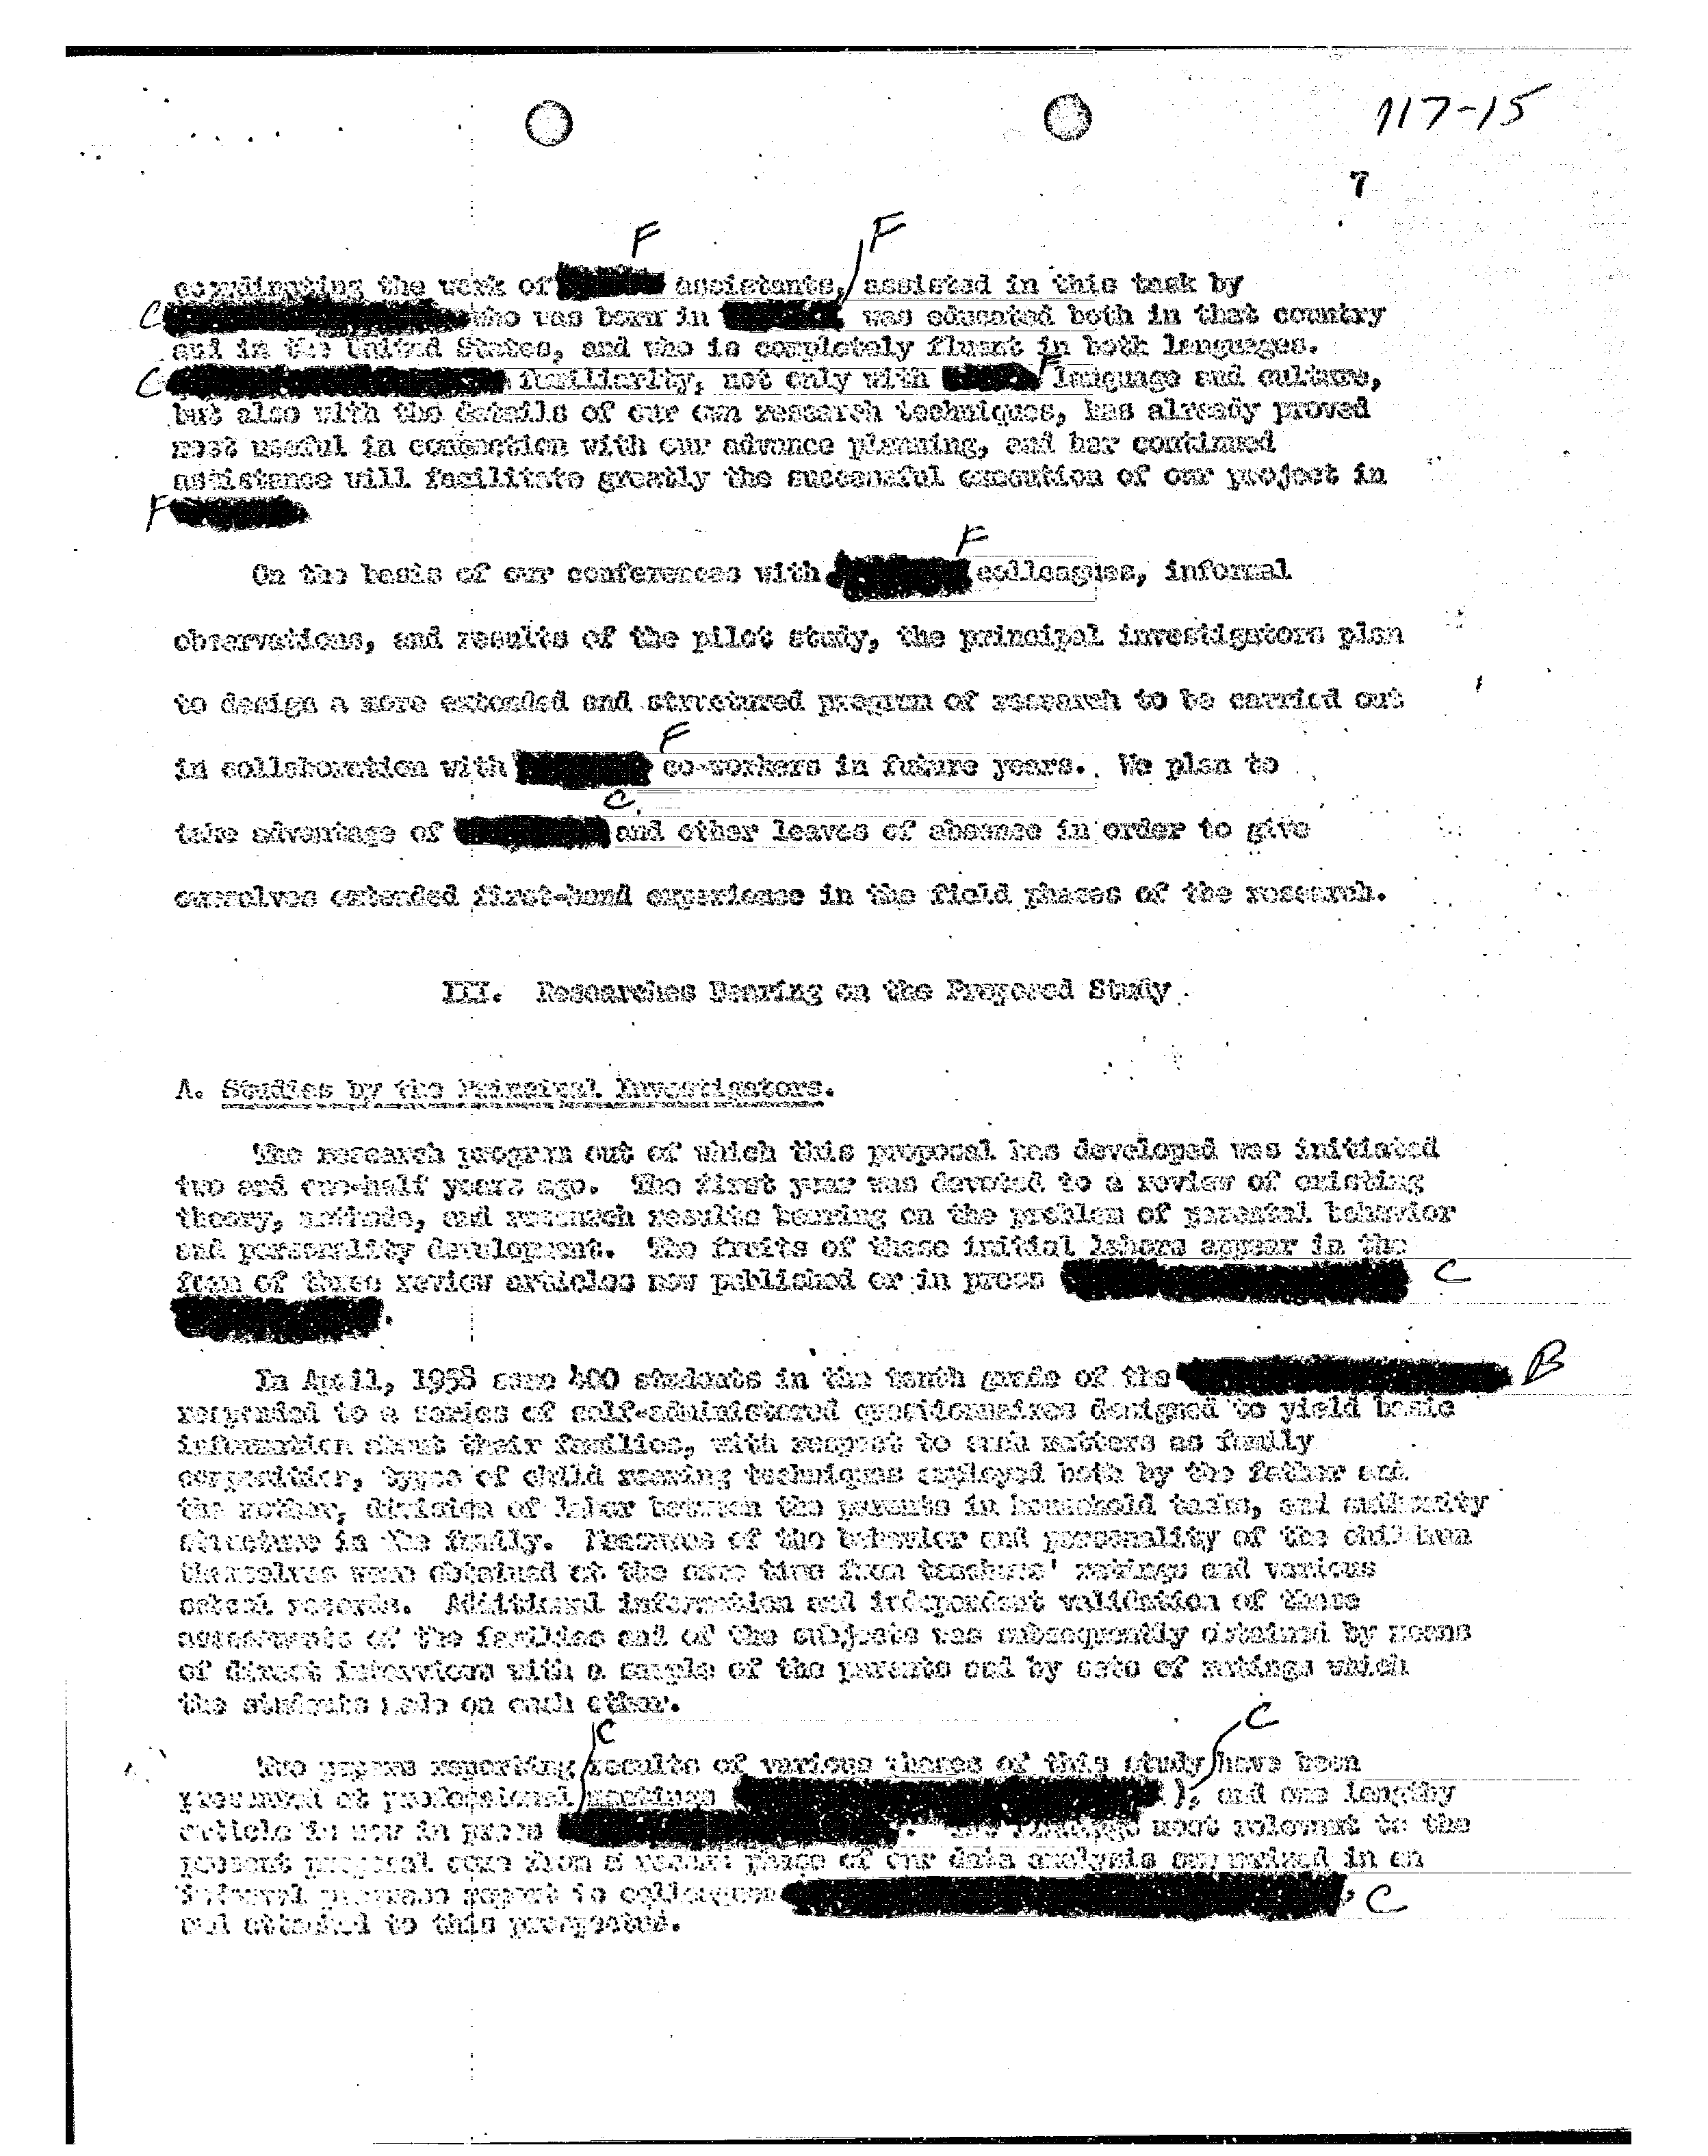 117-15
7
F F
coordinating the work of assistants, assisted in this task by
C who was born in was educated both in that country
and in the United States, and who is completely fluent in both languages.
C familiarity, not only with F language and culture,
but also with the details of our own research techniques, has already proved
most useful in connection with our advance planning, and her continued
assistance will facilitate greatly the successful execution of our project in
F
F
On the basis of our conferences with colleagues, informal
observations, and results of the pilot study, the principal investigators plan
to design a more extended and structured program of research to be carried out
F
in collaboration with co-workers in future years. We plan to
C
take advantage of and other leaves of absence in order to give
ourselves extended first-hand experience in the field phases of the research.
III. Researches Bearing on the Proposed Study
A. Studies by the Principal Investigators.
The research program out of which this proposal has developed was initiated
two and one-half years ago. The first year was devoted to a review of existing
theory, methods, and research results bearing on the problem of parental behavior
and personality development. The fruits of these initial labors appear in the
form of three review articles now published or in press C
.
In April, 1958 some 400 students in the tenth grade of the B
responded to a series of self-administered questionnaires designed to yield basic
information about their families, with respect to such matters as family
composition, types of child rearing techniques employed both by the father and
the mother, division of labor between the parents in household tasks, and authority
structure in the family. Measures of the behavior and personality of the children
themselves were obtained at the same time from teachers' ratings and various
school records. Additional information and independent validation of these
assessments of the families and of the subjects was subsequently obtained by means
of direct interviews with a sample of the parents and by sets of ratings which
the students made on each other.
C C
Two papers reporting results of various phases of this study have been
presented at professional meetings ), and one lengthy
article is now in press . The findings most relevant to the
present proposal come from a recent phase of our data analysis summarized in an
informal progress report to colleagues , C
and attached to this prospectus.